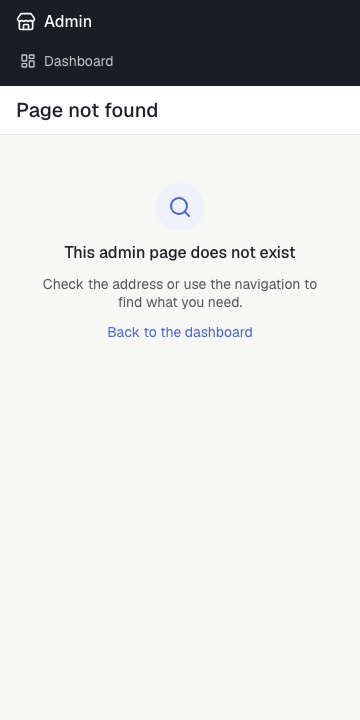 Admin
Dashboard
Page not found
This admin page does not exist
Check the address or use the navigation to
find what you need.
Back to the dashboard